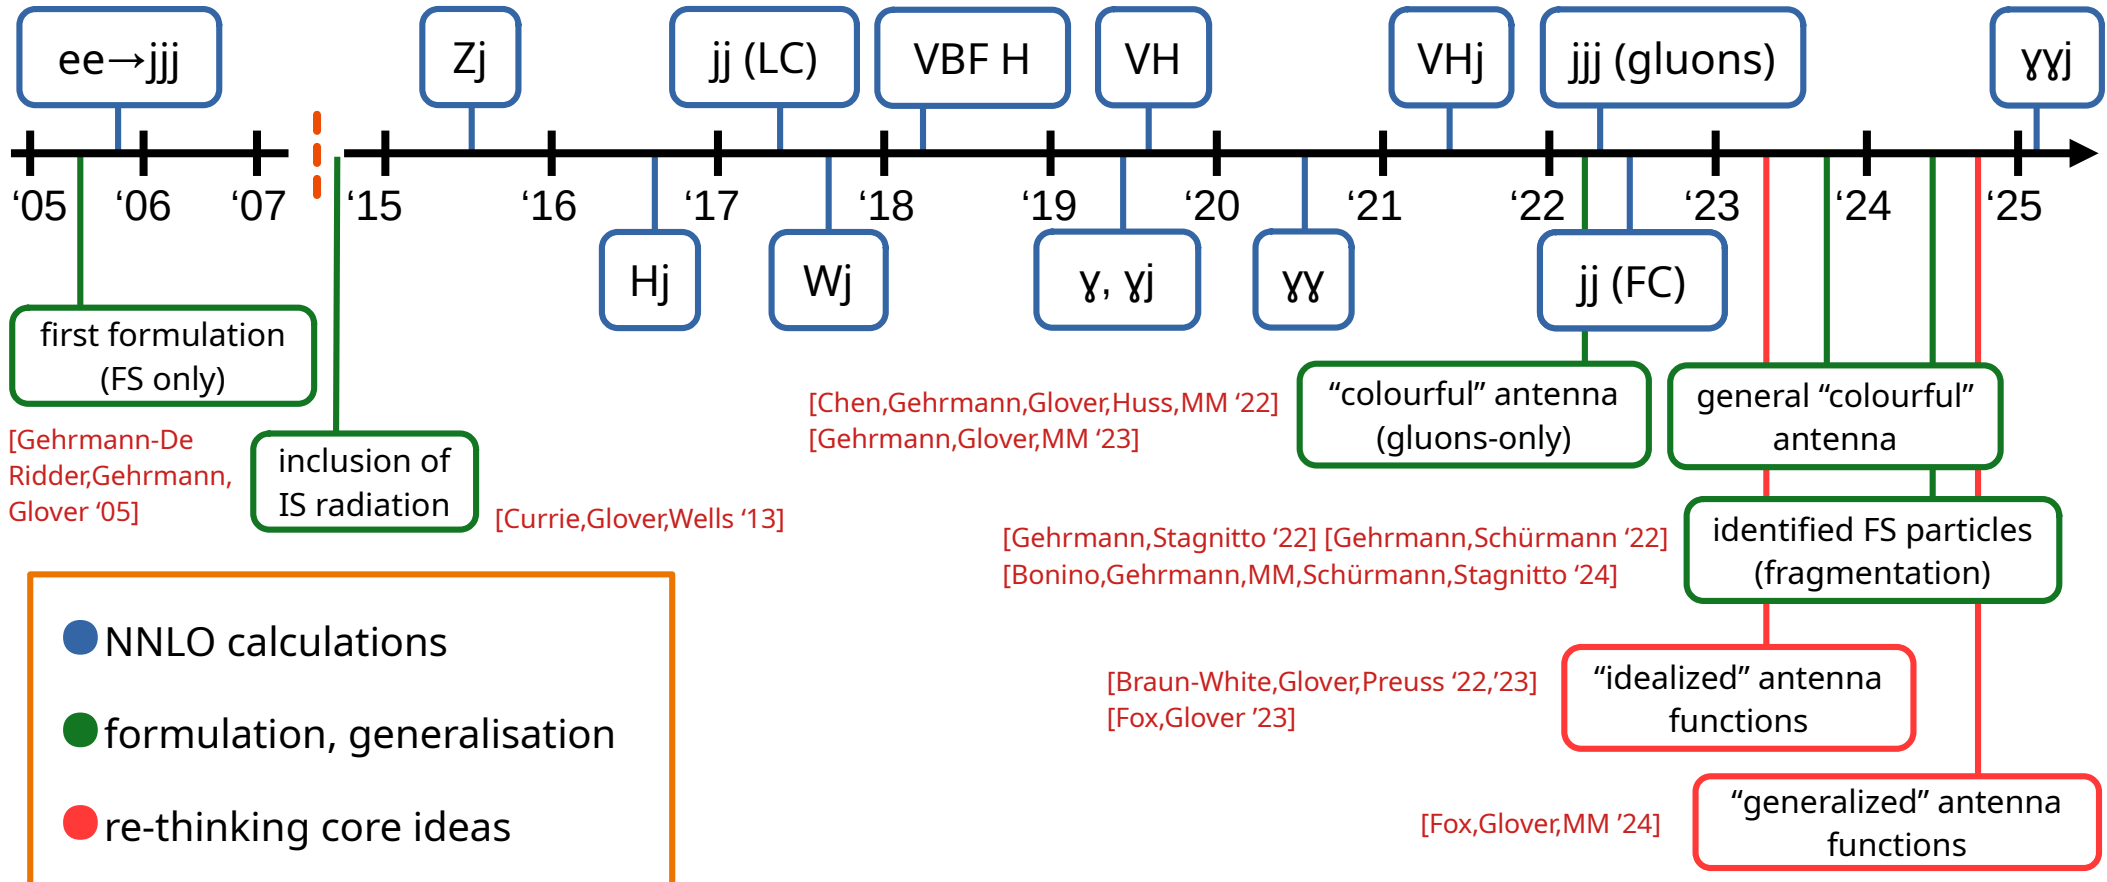 ee→jjj
Zj
jj (LC)
VBF H
VH
VHj
jjj (gluons)
γγj
‘05
‘06
‘07
‘15
‘16
‘17
‘18
‘19
‘20
‘21
‘22
‘23
‘24
‘25
Hj
Wj
γ, γj
γγ
jj (FC)
first formulation
(FS only)
[Gehrmann-De
Ridder,Gehrmann,
Glover ‘05]
inclusion of
IS radiation
[Currie,Glover,Wells ‘13]
[Chen,Gehrmann,Glover,Huss,MM ‘22]
[Gehrmann,Glover,MM ‘23]
“colourful” antenna
(gluons-only)
general “colourful”
antenna
[Gehrmann,Stagnitto ‘22] [Gehrmann,Schürmann ‘22]
[Bonino,Gehrmann,MM,Schürmann,Stagnitto ‘24]
identified FS particles
(fragmentation)
[Braun-White,Glover,Preuss ‘22,’23]
[Fox,Glover ’23]
“idealized” antenna
functions
[Fox,Glover,MM ’24]
“generalized” antenna
functions
NNLO calculations
formulation, generalisation
re-thinking core ideas